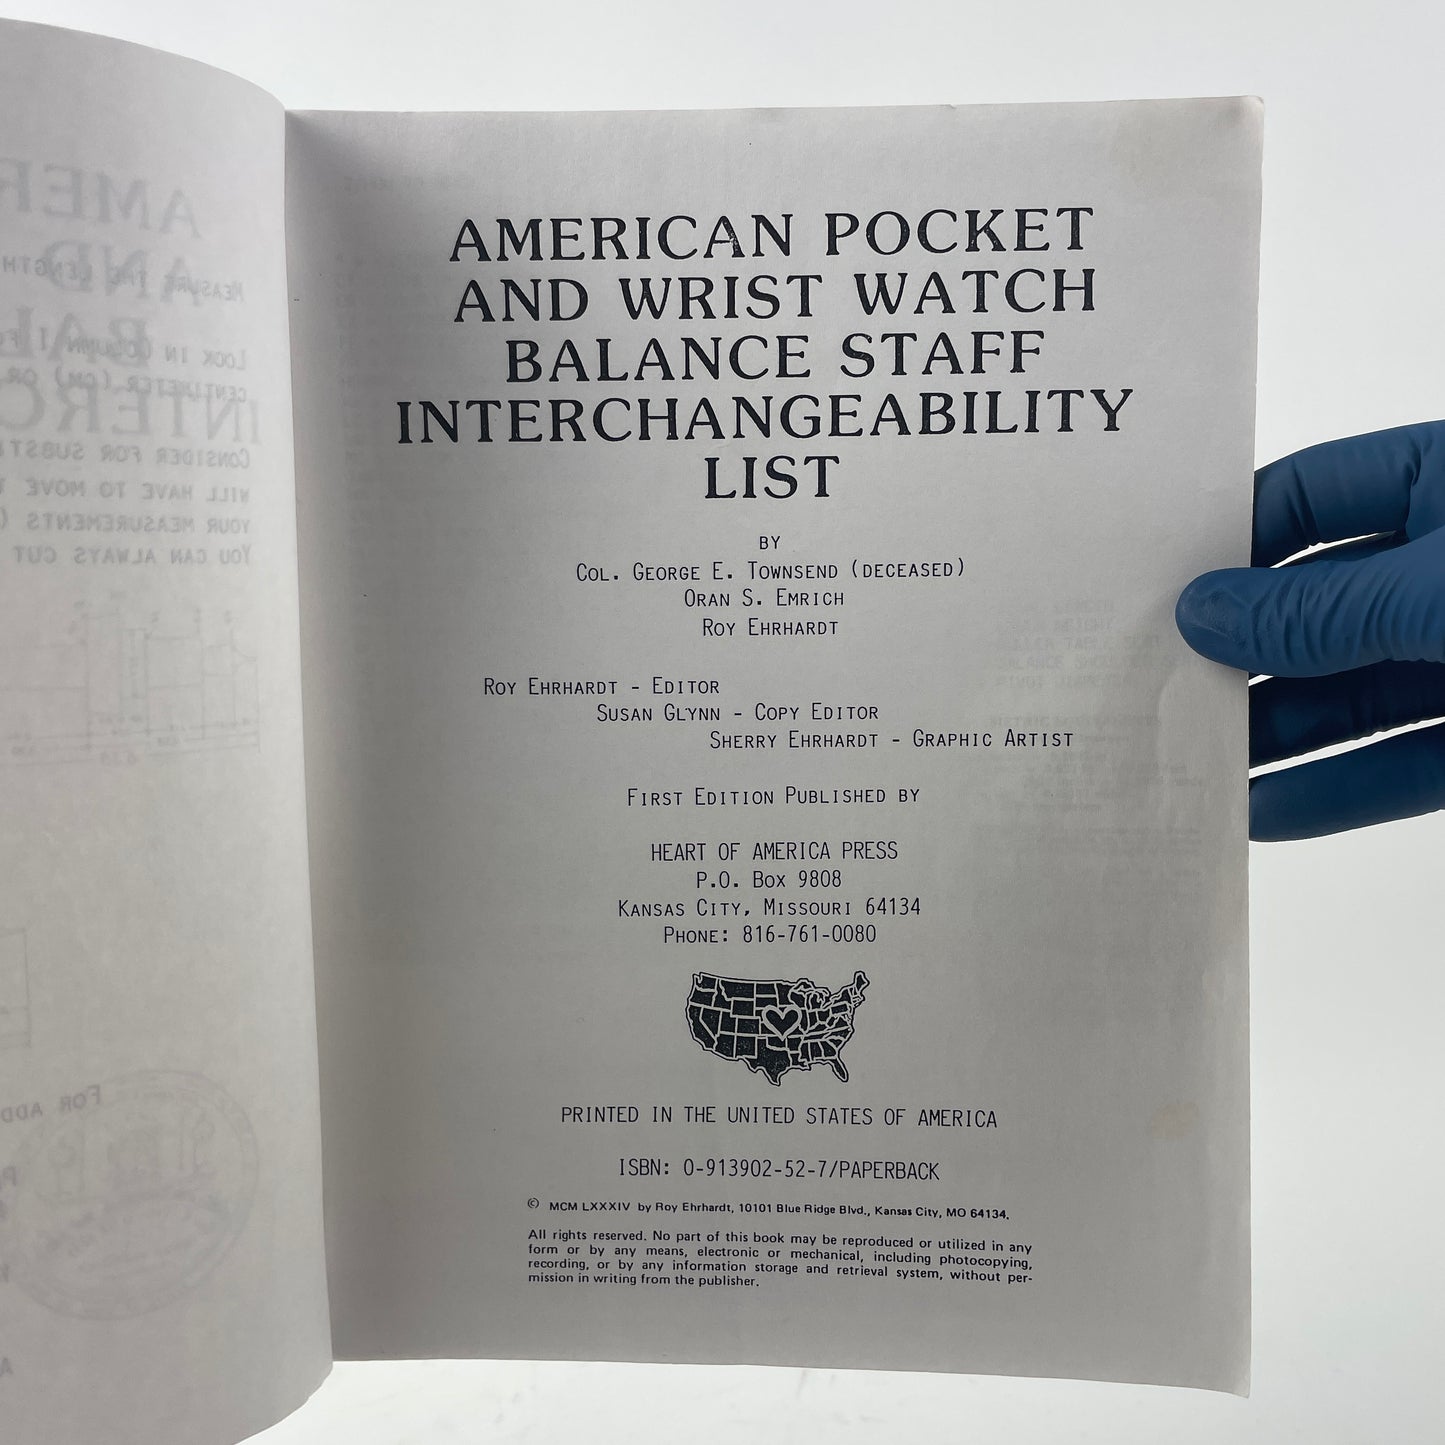 AMERICAN POCKET
AND WRIST WATCH
BALANCE STAFF
INTERCHANGEABILITY
LIST
BY
COL. GEORGE E. TOWNSEND (DECEASED)
ORAN S. EMRICH
ROY EHRHARDT
ROY EHRHARDT - EDITOR
SUSAN GLYNN - COPY EDITOR
SHERRY EHRHARDT - GRAPHIC ARTIST
FIRST EDITION PUBLISHED BY
HEART OF AMERICA PRESS
P.O. BOX 9808
KANSAS CITY, MISSOURI 64134
PHONE: 816-761-0080
PRINTED IN THE UNITED STATES OF AMERICA
ISBN: 0-913902-52-7/PAPERBACK
© MCM LXXXIV by Roy Ehrhardt, 10101 Blue Ridge Blvd., Kansas City, MO 64134.
All rights reserved. No part of this book may be reproduced or utilized in any
form or by any means, electronic or mechanical, including photocopying,
recording, or by any information storage and retrieval system, without per-
mission in writing from the publisher.